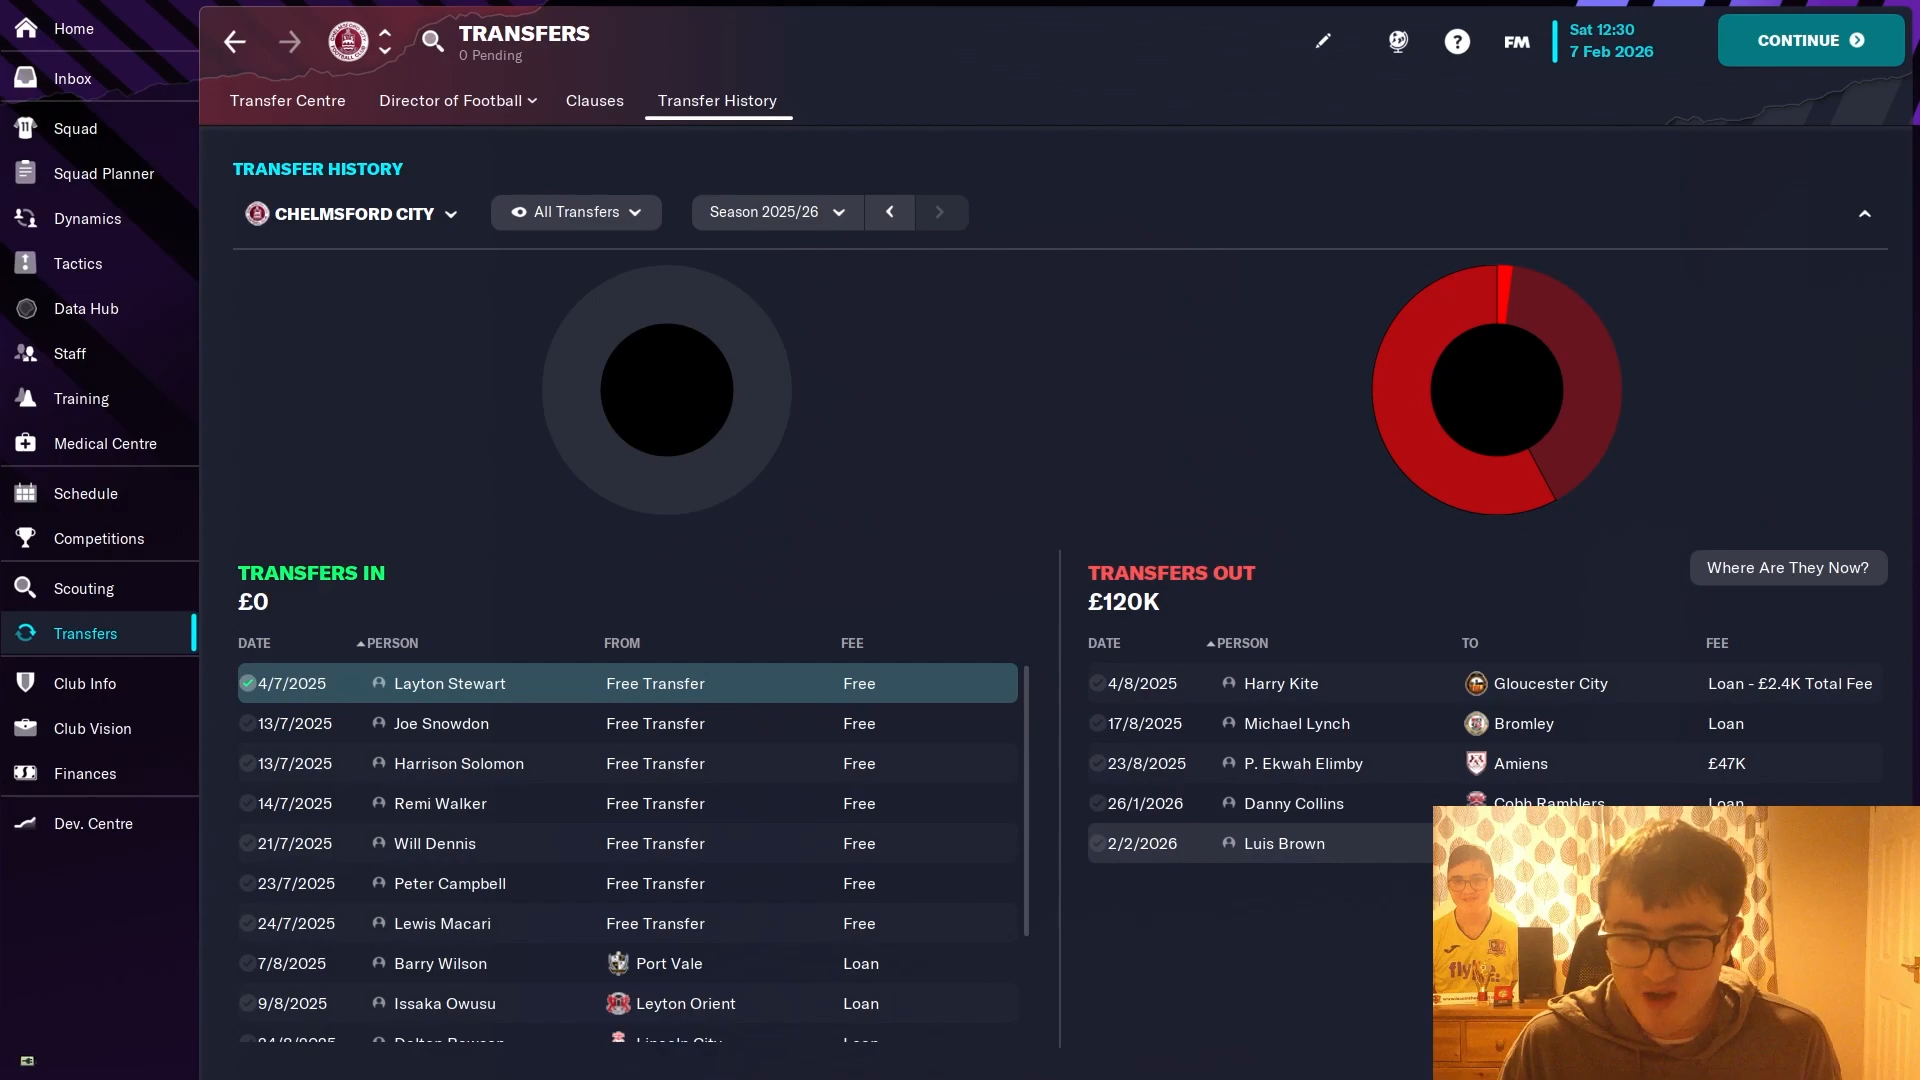 Home
Inbox
Squad
Squad Planner
Dynamics
Tactics
Data Hub
Staff
Training
Medical Centre
Schedule
Competitions
Scouting
Transfers
Club Info
Club Vision
Finances
Dev. Centre
TRANSFERS
0 Pending
?
FM
Sat 12:30
7 Feb 2026
CONTINUE
Transfer Centre
Director of Football
Clauses
Transfer History
TRANSFER HISTORY
CHELMSFORD CITY
All Transfers
Season 2025/26
TRANSFERS IN
£0
DATE PERSON FROM FEE
4/7/2025 Layton Stewart Free Transfer Free
13/7/2025 Joe Snowdon Free Transfer Free
13/7/2025 Harrison Solomon Free Transfer Free
14/7/2025 Remi Walker Free Transfer Free
21/7/2025 Will Dennis Free Transfer Free
23/7/2025 Peter Campbell Free Transfer Free
24/7/2025 Lewis Macari Free Transfer Free
7/8/2025 Barry Wilson Port Vale Loan
9/8/2025 Issaka Owusu Leyton Orient Loan
Lincoln City Loan
TRANSFERS OUT
£120K
Where Are They Now?
DATE PERSON TO FEE
4/8/2025 Harry Kite Gloucester City Loan - £2.4K Total Fee
17/8/2025 Michael Lynch Bromley Loan
23/8/2025 P. Ekwah Elimby Amiens £47K
26/1/2026 Danny Collins Cobh Ramblers Loan
2/2/2026 Luis Brown